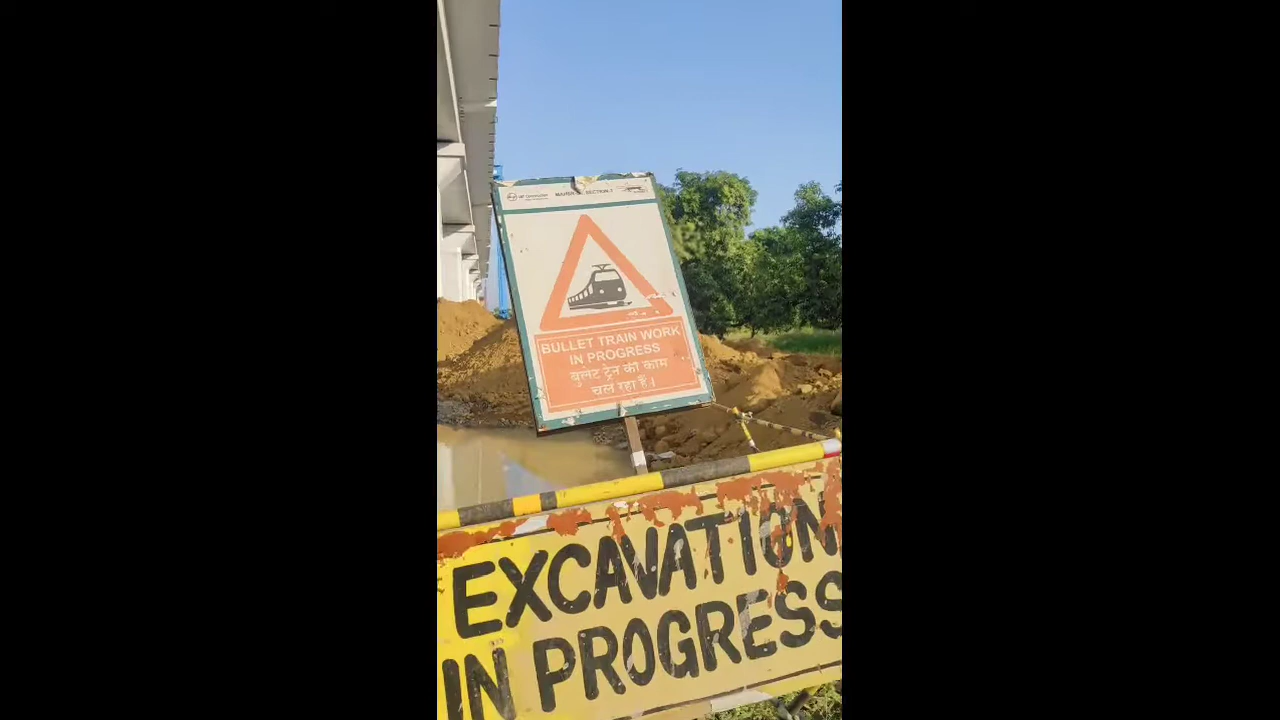 BULLET TRAIN WORK
IN PROGRESS
बुलेट ट्रेन की काम
चल रहा हैं।
EXCAVATION
IN PROGRESS